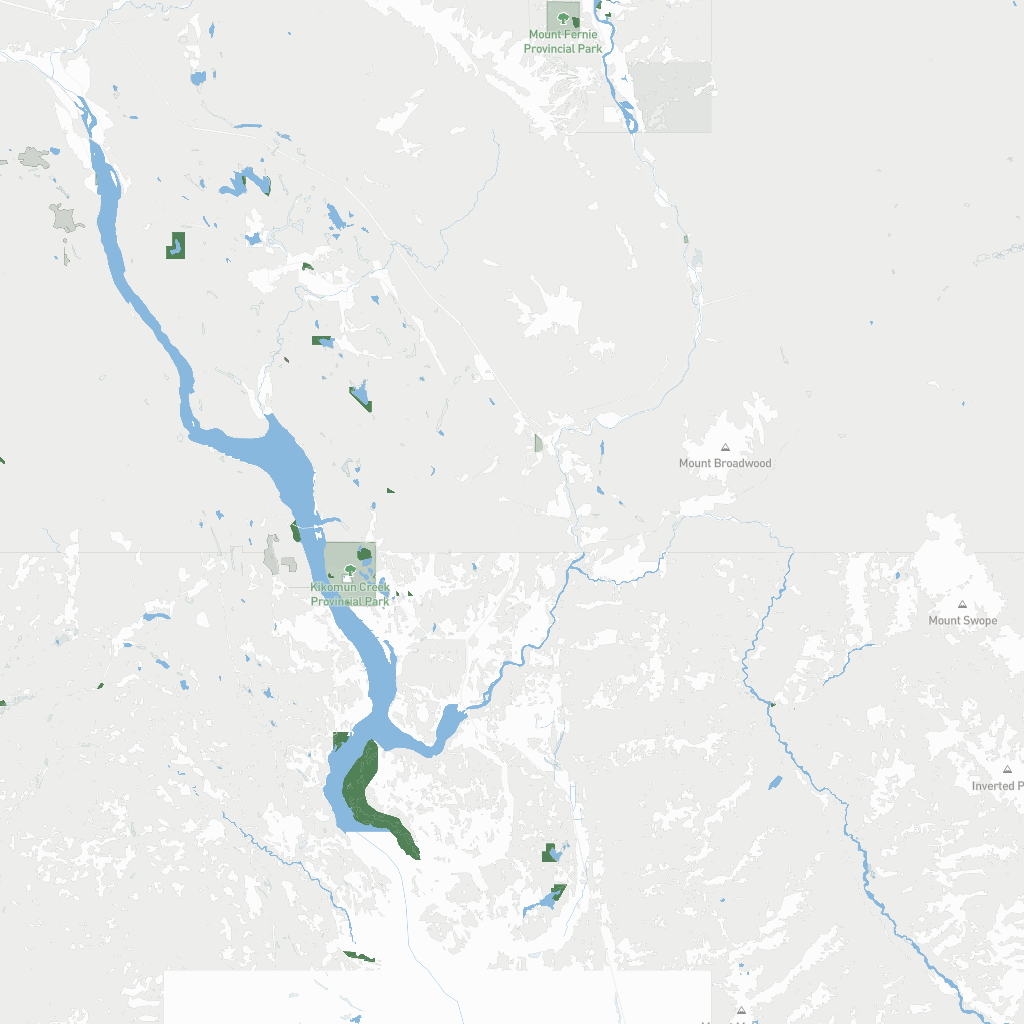 Mount Fernie
Provincial Park
Mount Broadwood
Kikomun Creek
Provincial Park
Mount Swope
Inverted P